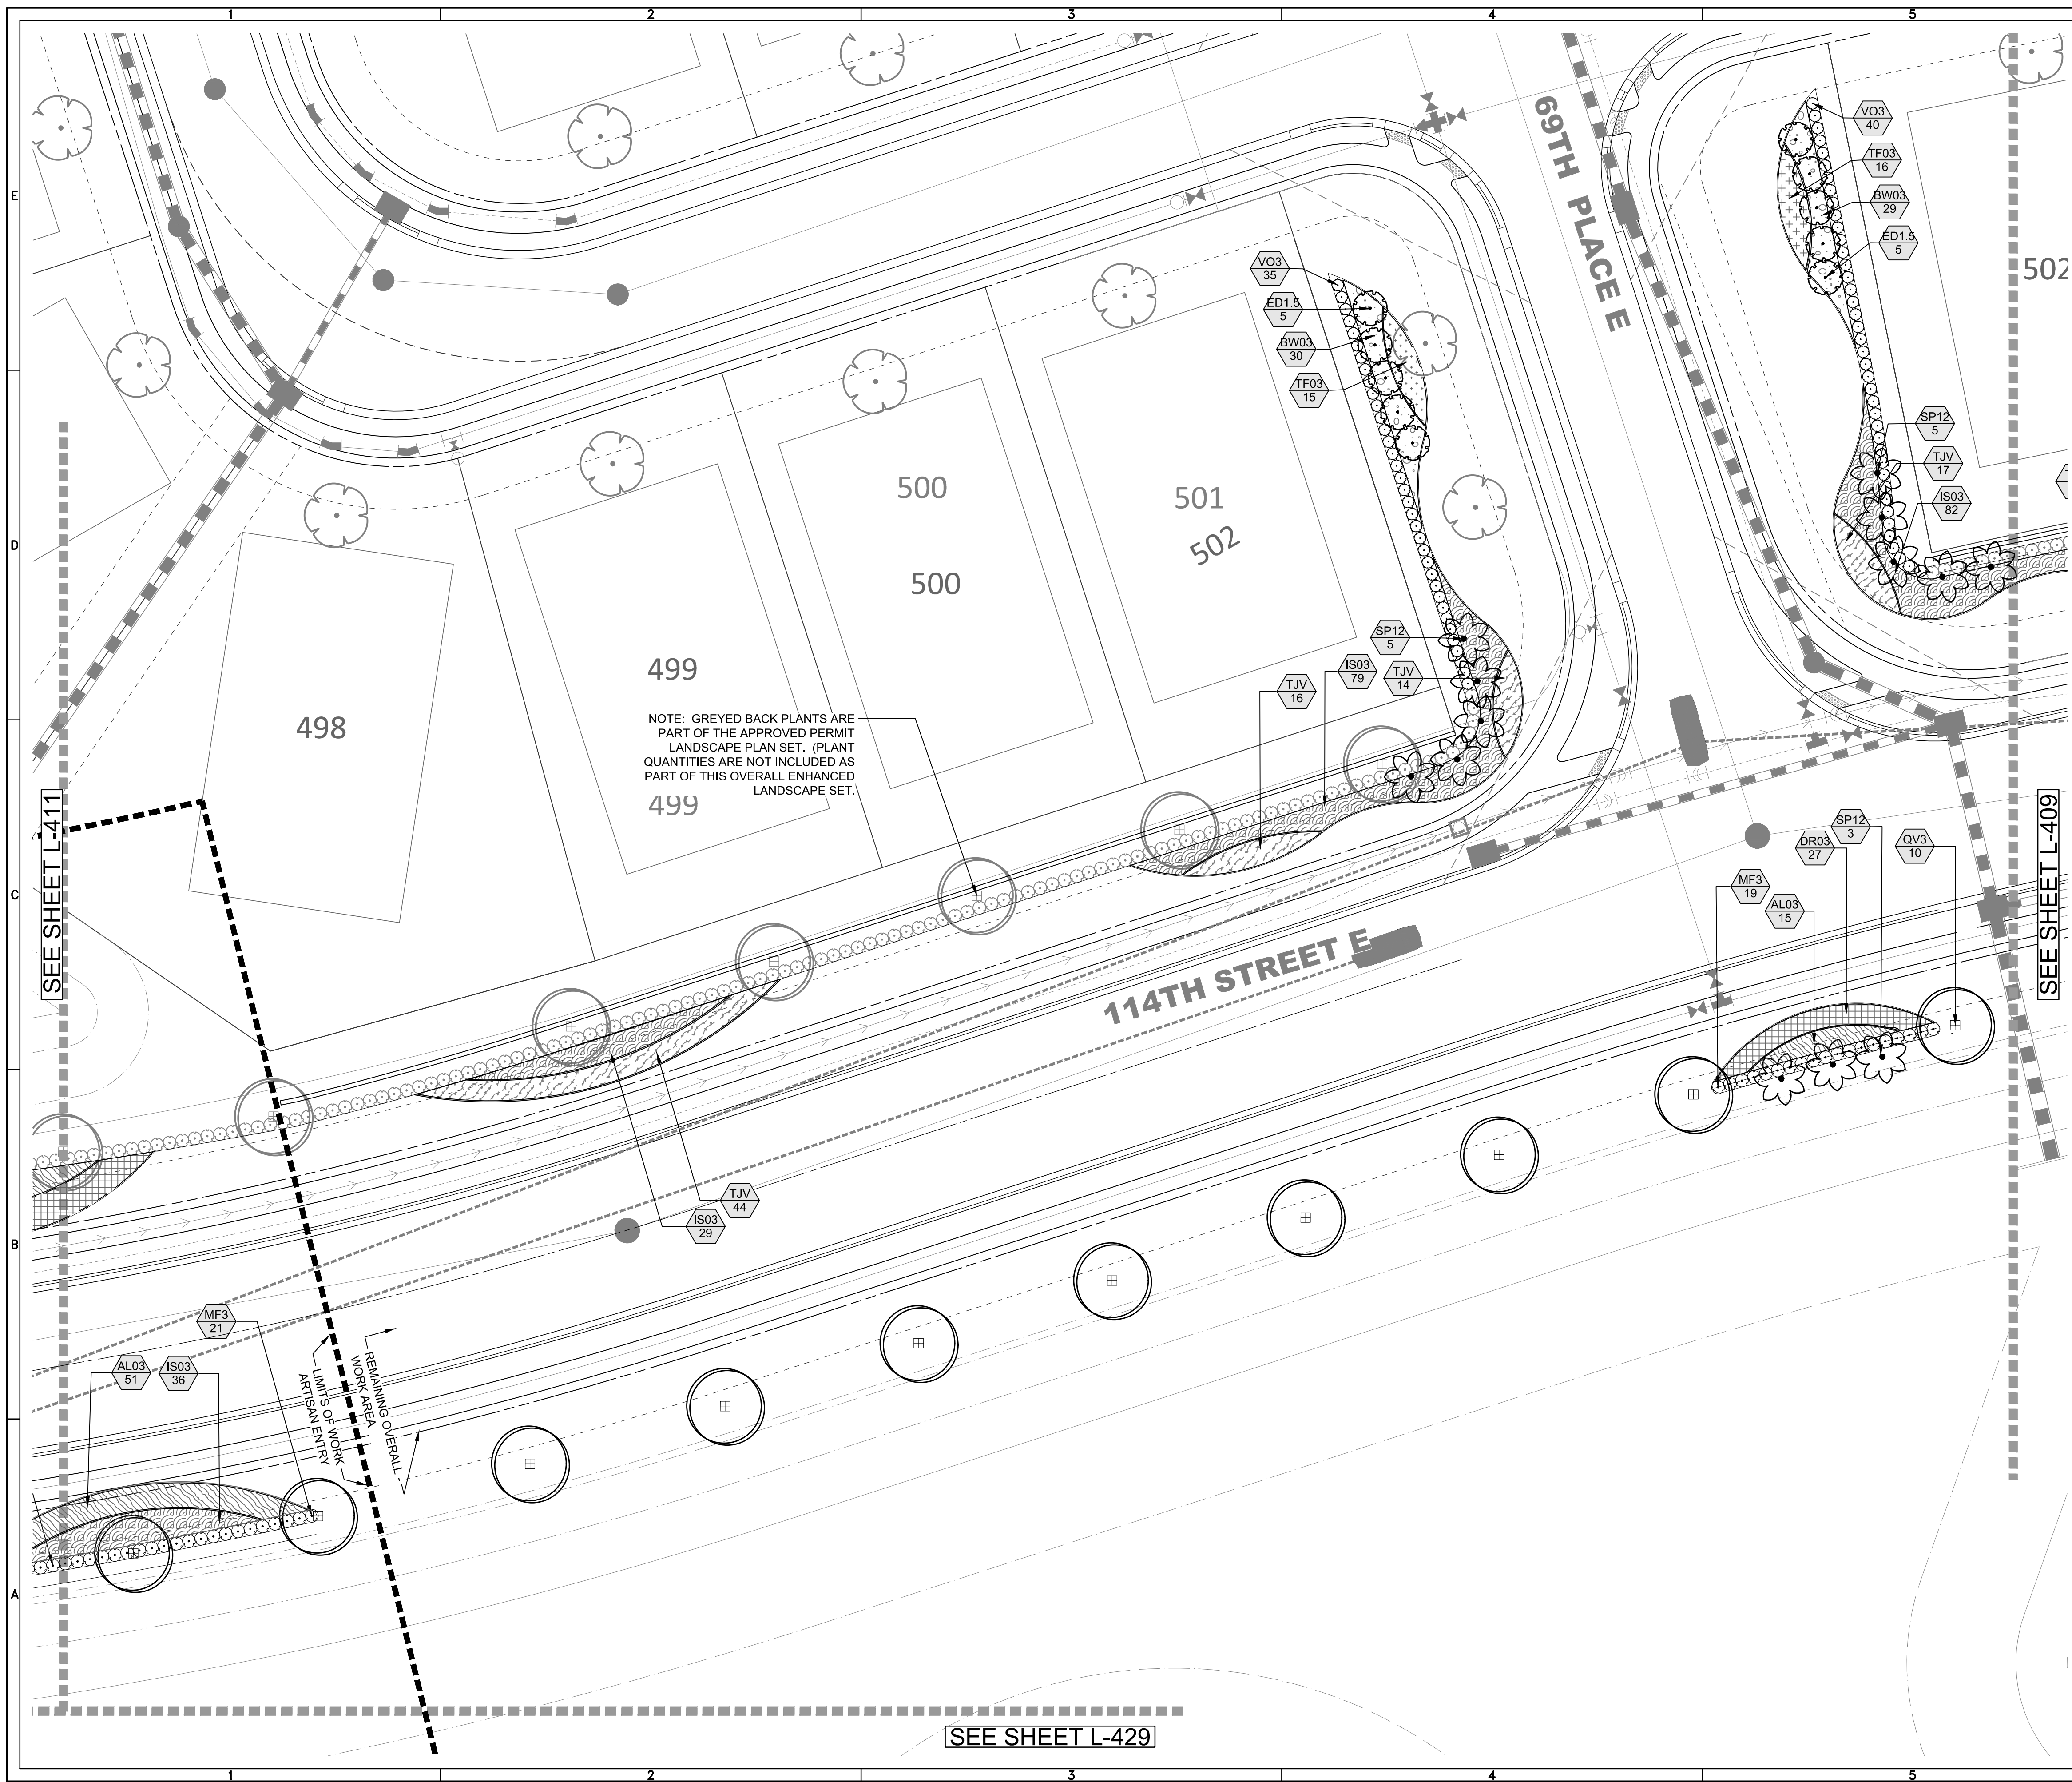 1
2
3
4
5
E
D
C
B
A
69TH PLACE E
VO3
40
TF03
16
BW03
29
ED1.5
5
502
VO3
35
ED1.5
5
BW03
30
TF03
15
SP12
5
TJV
17
IS03
82
500
501
502
500
499
498
SP12
5
IS03
79
TJV
14
TJV
16
NOTE: GREYED BACK PLANTS ARE
PART OF THE APPROVED PERMIT
LANDSCAPE PLAN SET. (PLANT
QUANTITIES ARE NOT INCLUDED AS
PART OF THIS OVERALL ENHANCED
LANDSCAPE SET.
499
SEE SHEET L-411
SEE SHEET L-409
SP12
3
DR03
27
QV3
10
MF3
19
AL03
15
114TH STREET E
TJV
44
IS03
29
MF3
21
AL03
51
IS03
36
LIMITS OF WORK
ARTISAN ENTRY
REMAINING OVERALL
WORK AREA
SEE SHEET L-429
1
2
3
4
5